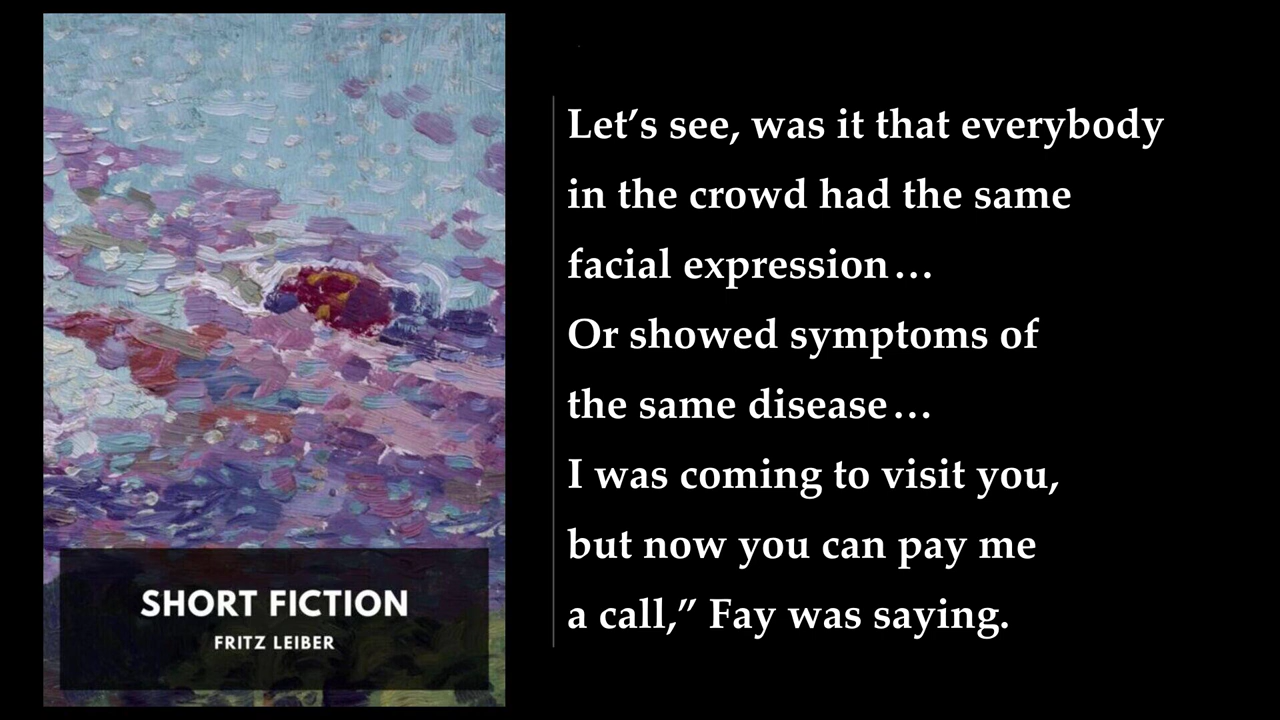 SHORT FICTION
FRITZ LEIBER
Let’s see, was it that everybody
in the crowd had the same
facial expression…
Or showed symptoms of
the same disease…
I was coming to visit you,
but now you can pay me
a call,” Fay was saying.